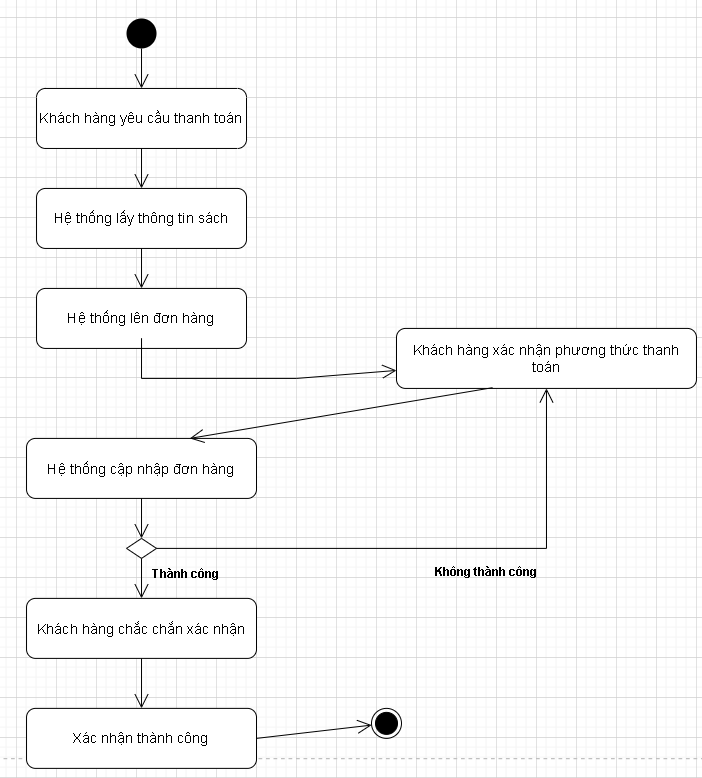 Khách hàng yêu cầu thanh toán
Hệ thống lấy thông tin sách
Hệ thống lên đơn hàng
Khách hàng xác nhận phương thức thanh
toán
Hệ thống cập nhập đơn hàng
Thành công
Không thành công
Khách hàng chắc chắn xác nhận
Xác nhận thành công